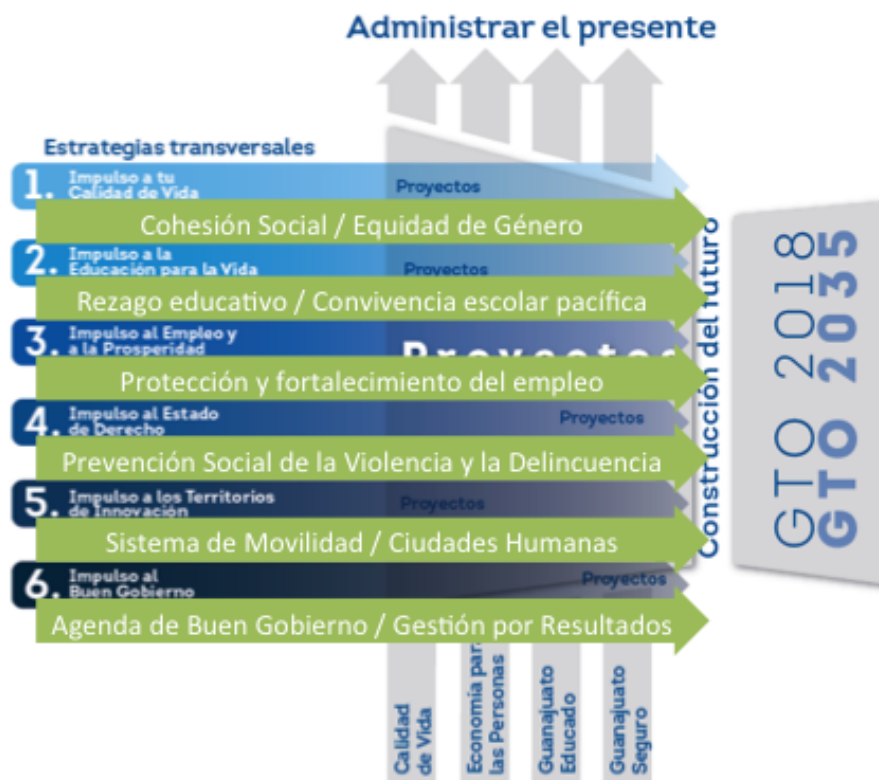 Administrar el presente
Estrategias transversales
1. Impulso a tu
Calidad de Vida
Proyectos
Cohesión Social / Equidad de Género
2. Impulso a la
Educación para la Vida
Proyectos
Rezago educativo / Convivencia escolar pacífica
3. Impulso al Empleo y
a la Prosperidad
Proyectos
Protección y fortalecimiento del empleo
4. Impulso al Estado
de Derecho
Proyectos
Prevención Social de la Violencia y la Delincuencia
5. Impulso a los Territorios
de Innovación
Proyectos
Sistema de Movilidad / Ciudades Humanas
6. Impulso al
Buen Gobierno
Proyectos
Agenda de Buen Gobierno / Gestión por Resultados
Construcción del futuro
GTO 2018
GTO 2035
Calidad
de Vida
Economía para
las Personas
Guanajuato
Educado
Guanajuato
Seguro